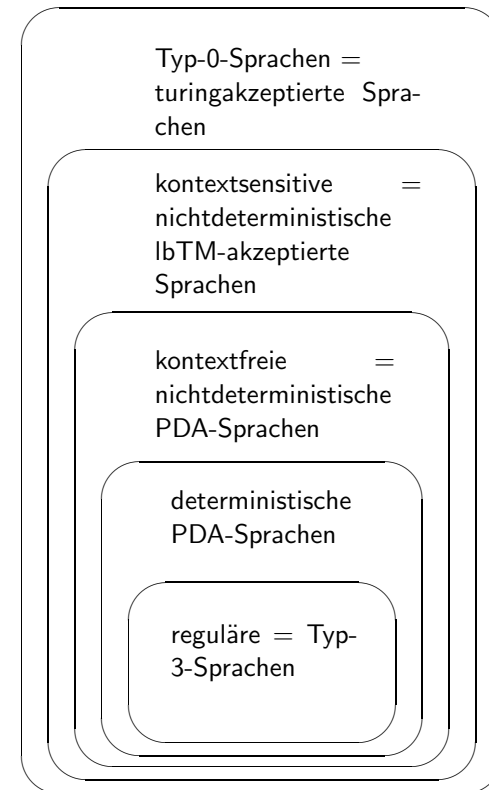 Typ-0-Sprachen =
turingakzeptierte Spra-
chen
kontextsensitive =
nichtdeterministische
lbTM-akzeptierte
Sprachen
kontextfreie =
nichtdeterministische
PDA-Sprachen
deterministische
PDA-Sprachen
reguläre = Typ-
3-Sprachen